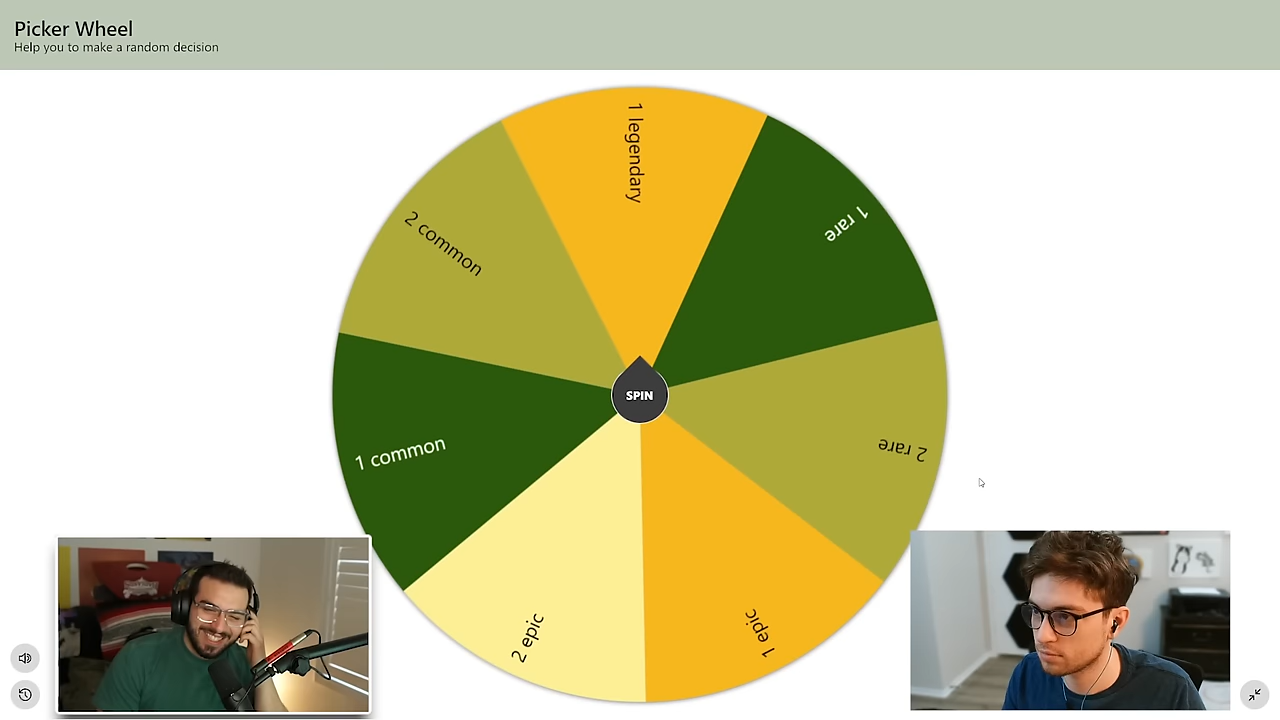 Picker Wheel
Help you to make a random decision
1 legendary
1 rare
2 rare
1 epic
2 epic
1 common
2 common
SPIN